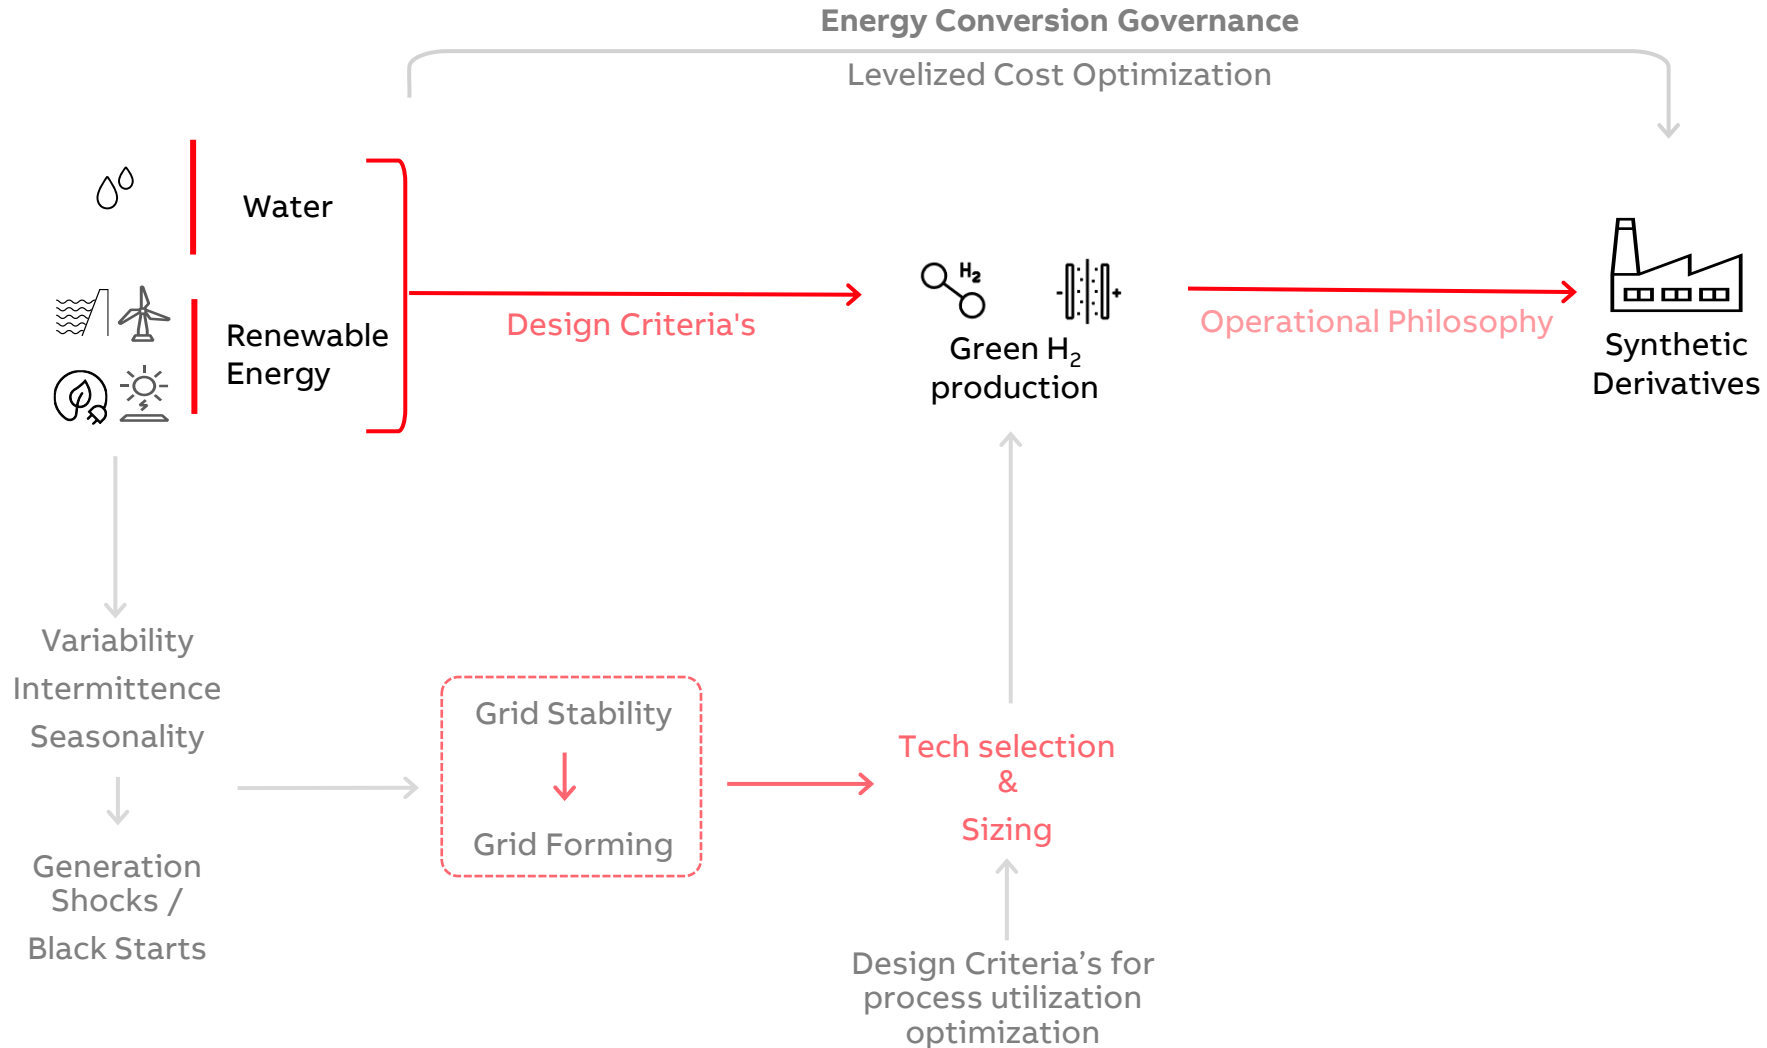 Energy Conversion Governance
Levelized Cost Optimization
Water
Renewable
Energy
Design Criteria's
H₂
- +
Green H₂
production
Operational Philosophy
Synthetic
Derivatives
Variability
Intermittence
Seasonality
Generation
Shocks /
Black Starts
Grid Stability
Grid Forming
Tech selection
&
Sizing
Design Criteria’s for
process utilization
optimization